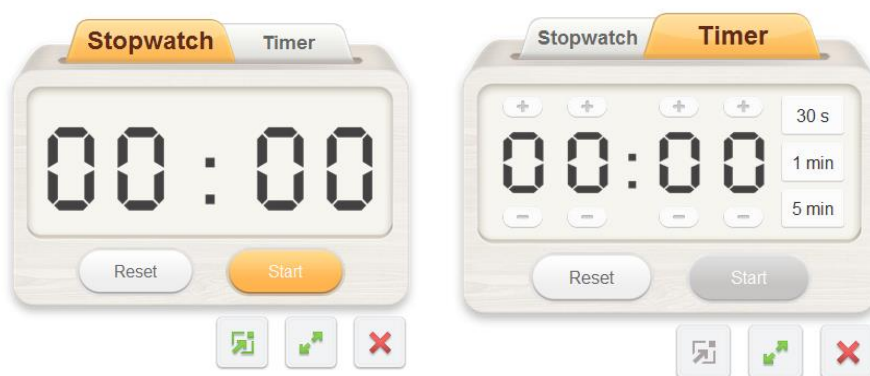 Stopwatch Timer
00:00
Reset Start
Stopwatch Timer
+ + + +
00:00
- - - -
30 s
1 min
5 min
Reset Start